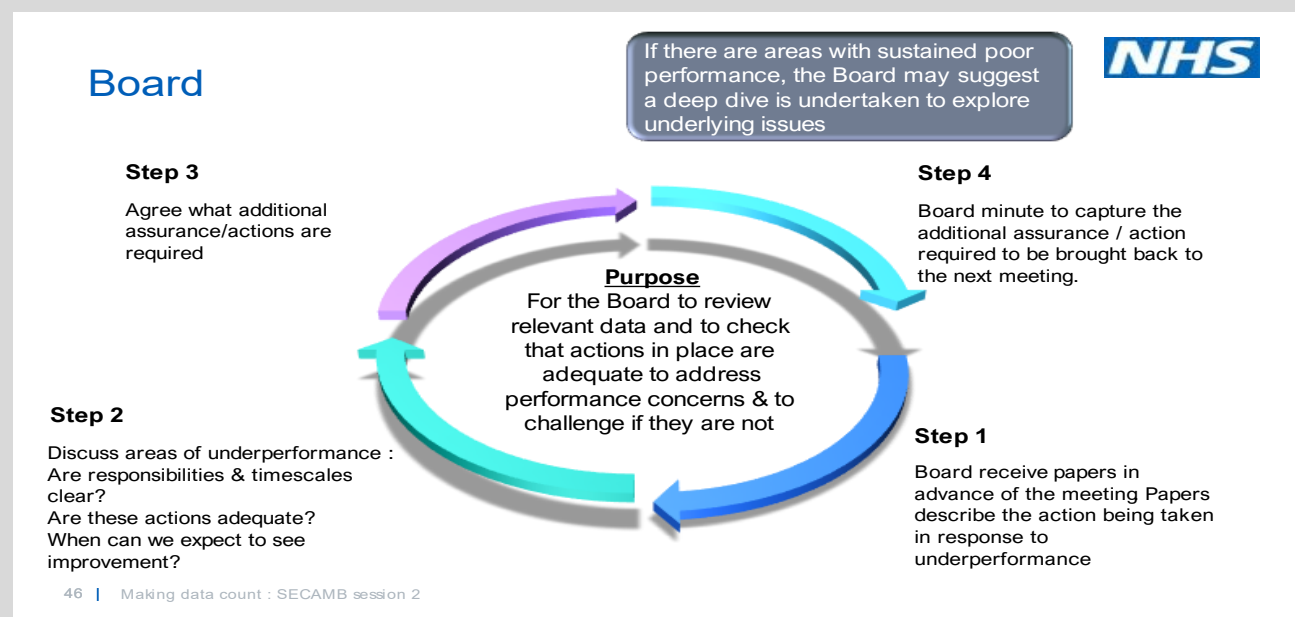 Board
If there are areas with sustained poor
performance, the Board may suggest
a deep dive is undertaken to explore
underlying issues
NHS
Step 3
Agree what additional
assurance/actions are
required
Step 4
Board minute to capture the
additional assurance / action
required to be brought back to
the next meeting.
Purpose
For the Board to review
relevant data and to check
that actions in place are
adequate to address
performance concerns & to
challenge if they are not
Step 2
Discuss areas of underperformance :
Are responsibilities & timescales
clear?
Are these actions adequate?
When can we expect to see
improvement?
Step 1
Board receive papers in
advance of the meeting Papers
describe the action being taken
in response to
underperformance
46 | Making data count : SECAMB session 2